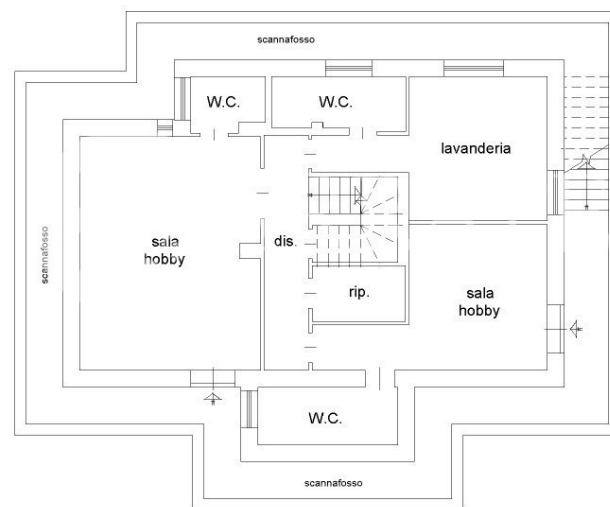 scannafosso
W.C.
W.C.
lavanderia
sala
hobby
dis.
scannafosso
rip.
sala
hobby
W.C.
scannafosso